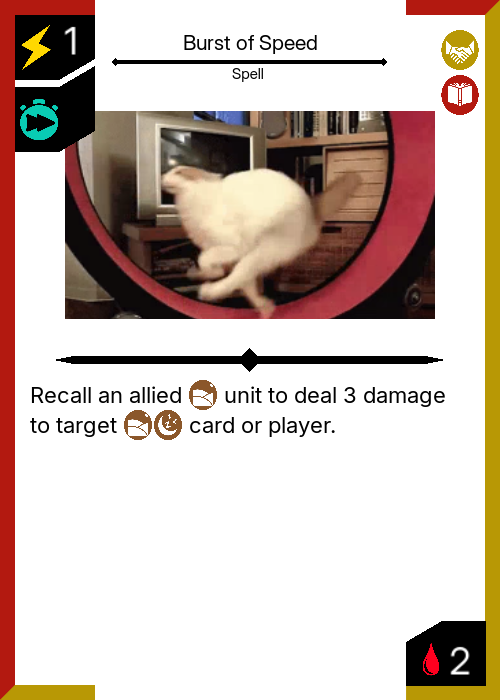 1
Burst of Speed
Spell
Recall an allied unit to deal 3 damage
to target card or player.
2